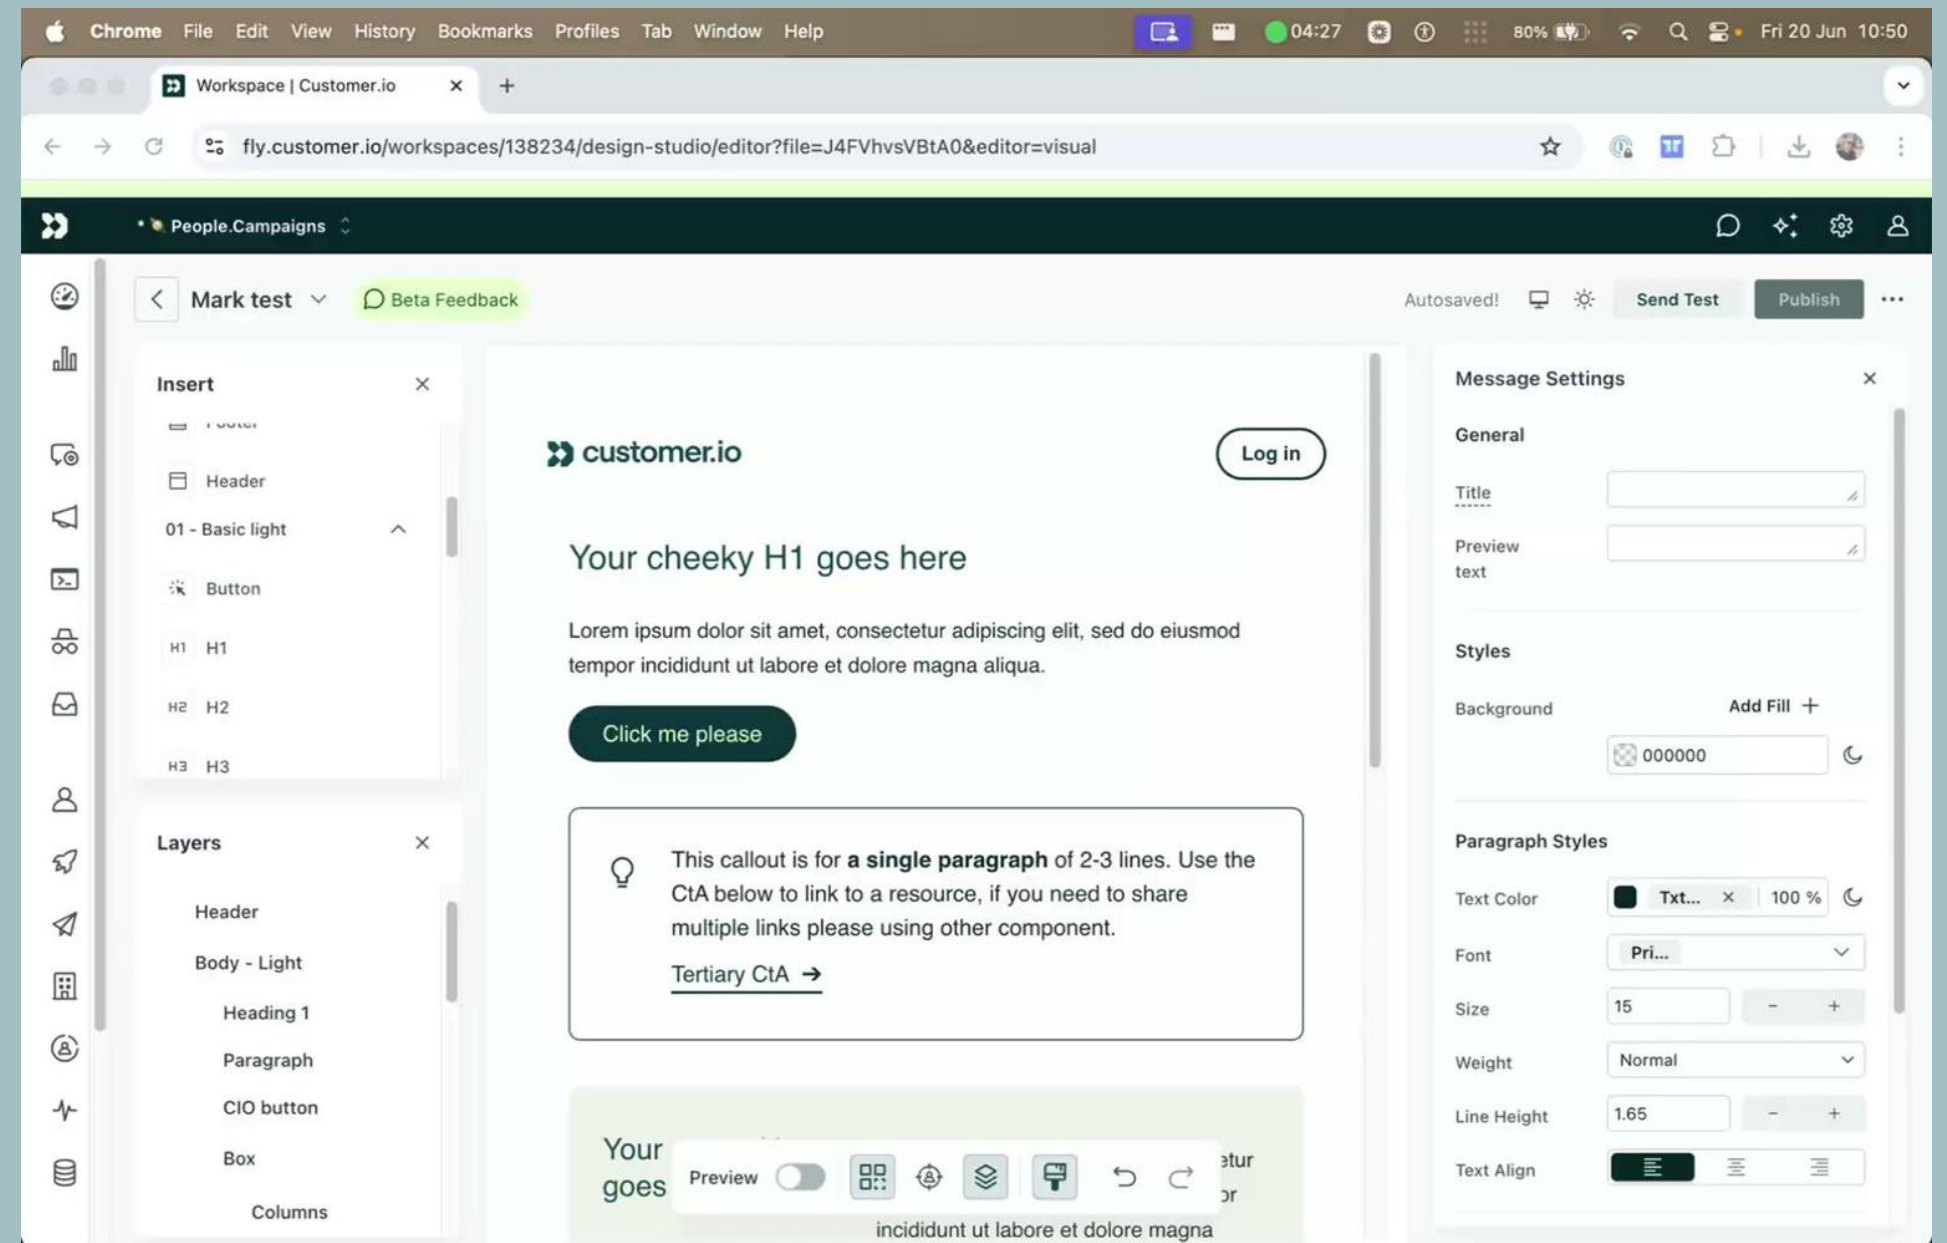 Chrome File Edit View History Bookmarks Profiles Tab Window Help
04:27
80%
Fri 20 Jun 10:50
Workspace | Customer.io
fly.customer.io/workspaces/138234/design-studio/editor?file=J4FVhvsVBtA0&editor=visual
People.Campaigns
Mark test
Beta Feedback
Autosaved!
Send Test
Publish
Insert
Footer
Header
01 - Basic light
Button
H1 H1
H2 H2
H3 H3
Layers
Header
Body - Light
Heading 1
Paragraph
CIO button
Box
Columns
customer.io
Log in
Your cheeky H1 goes here
Lorem ipsum dolor sit amet, consectetur adipiscing elit, sed do eiusmod
tempor incididunt ut labore et dolore magna aliqua.
Click me please
This callout is for a single paragraph of 2-3 lines. Use the
CtA below to link to a resource, if you need to share
multiple links please using other component.
Tertiary CtA →
Your
goes
etur
or
incididunt ut labore et dolore magna
Preview
Message Settings
General
Title
Preview
text
Styles
Background
Add Fill +
000000
Paragraph Styles
Text Color
Txt...
100 %
Font
Pri...
Size
15
Weight
Normal
Line Height
1.65
Text Align